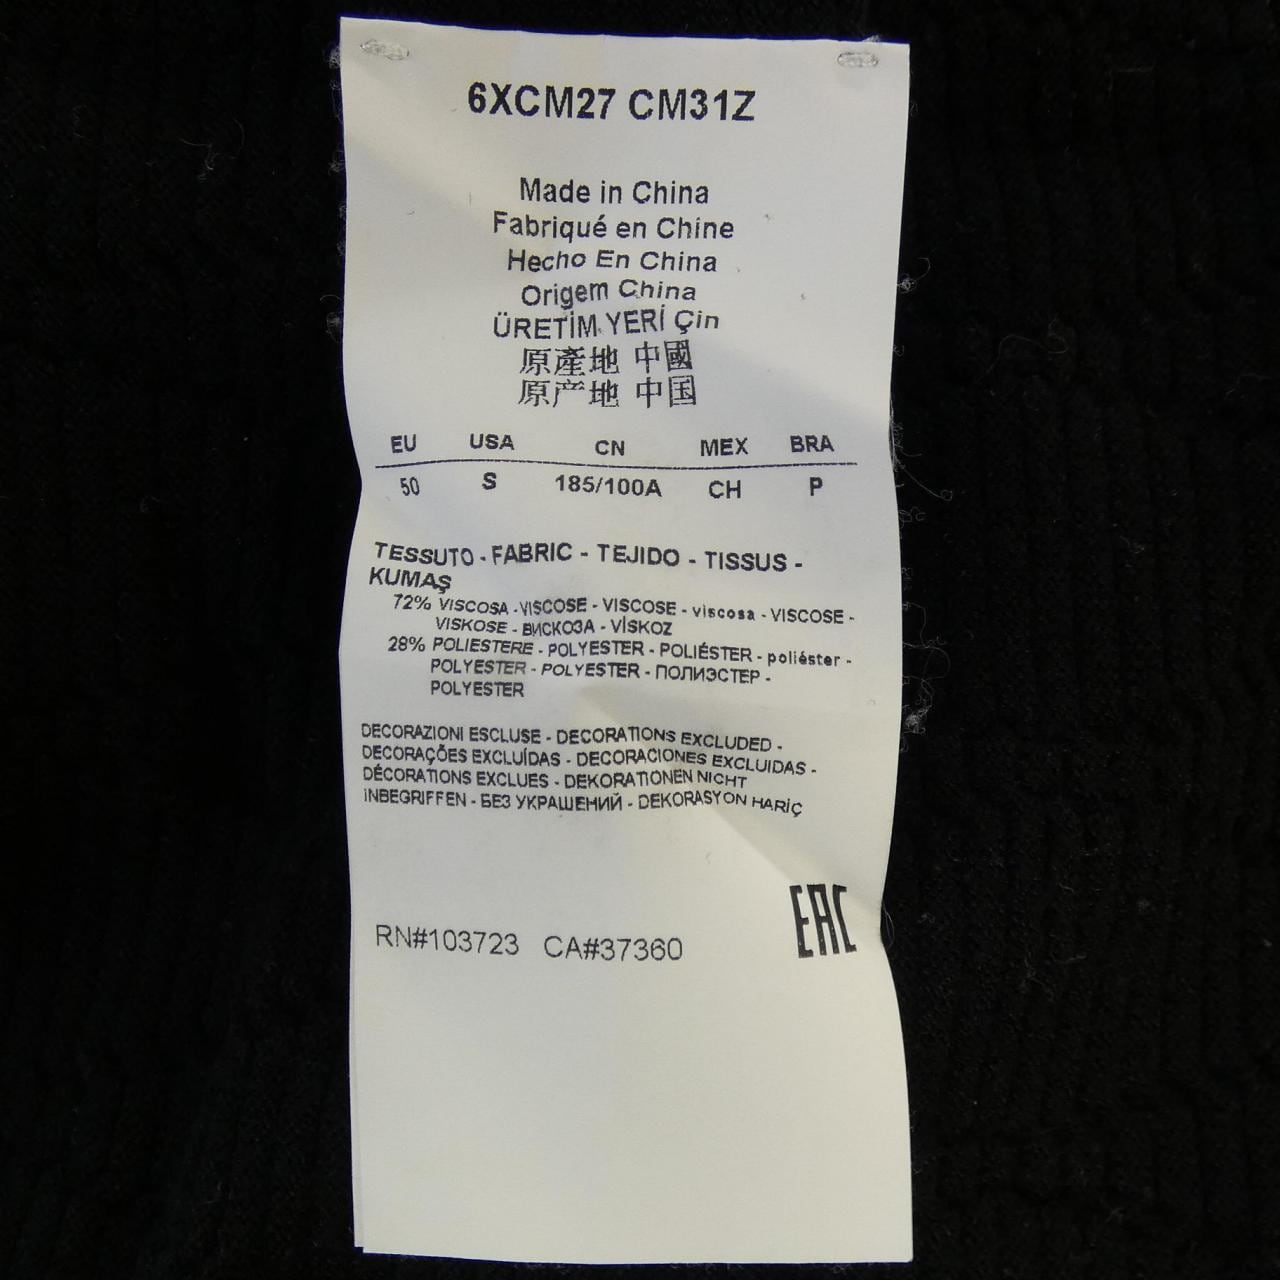 6XCM27 CM31Z
Made in China
Fabriqué en Chine
Hecho En China
Origem China
ÜRETİM YERİ Çin
原產地 中國
原产地 中国
EU USA CN MEX BRA
50 S 185/100A CH P
TESSUTO - FABRIC - TEJIDO - TISSUS -
KUMAŞ
72% VISCOSA - VISCOSE - VISCOSE - viscosa - VISCOSE -
VISKOSE - ВИСКОЗА - VİSKOZ
28% POLIESTERE - POLYESTER - POLIÉSTER - poliéster -
POLYESTER - POLYESTER - ПОЛИЭСТЕР -
POLYESTER
DECORAZIONI ESCLUSE - DECORATIONS EXCLUDED -
DECORAÇÕES EXCLUÍDAS - DECORACIONES EXCLUIDAS -
DÉCORATIONS EXCLUES - DEKORATIONEN NICHT
INBEGRIFFEN - БЕЗ УКРАШЕНИЙ - DEKORASYON HARİÇ
EAC
RN#103723 CA#37360